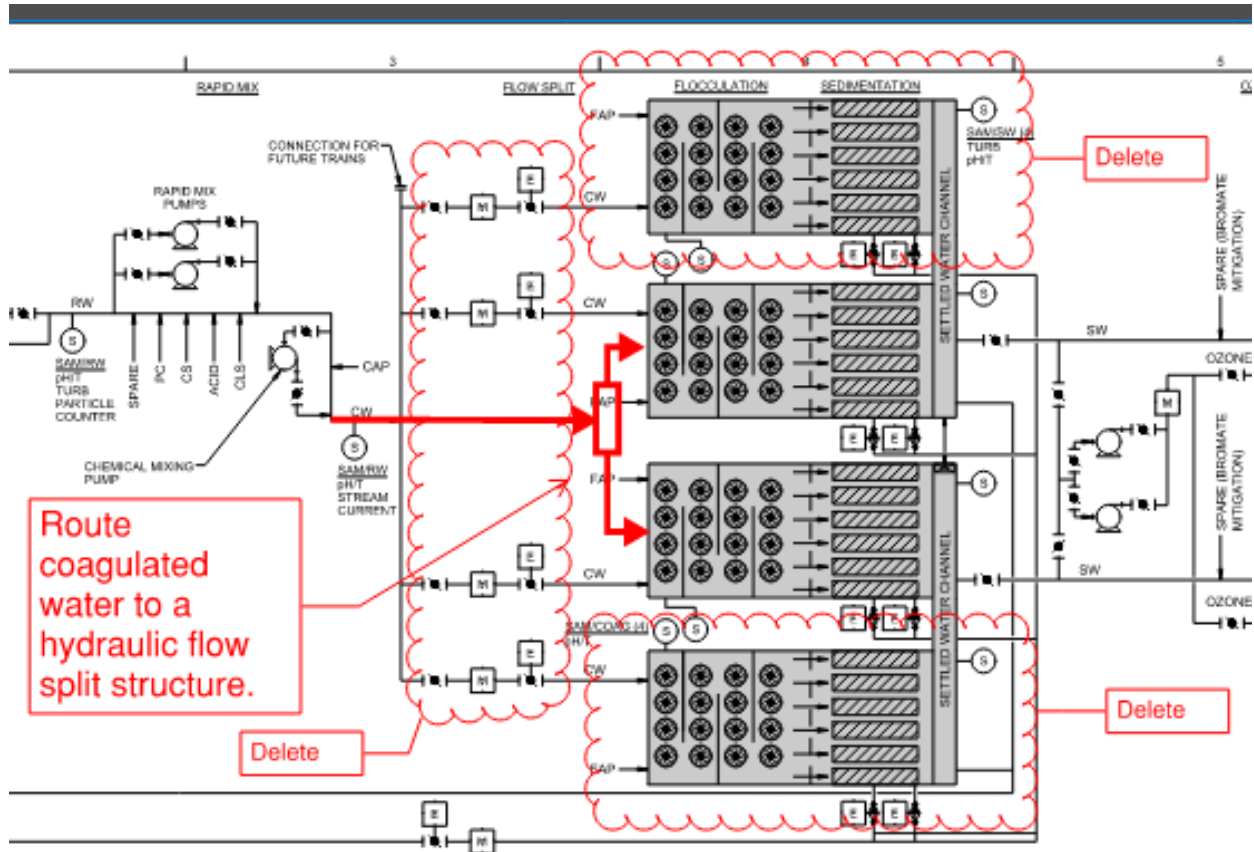 3
5
RAPID MIX
FLOW SPLIT
FLOCCULATION
SEDIMENTATION
FAP
S
SAM/SW (4)
TURB
pH/T
Delete
CONNECTION FOR
FUTURE TRAINS
E
M
CW
RAPID MIX
PUMPS
SETTLED WATER CHANNEL
SPARE (BROMATE
MITIGATION)
E
E
S
S
E
M
CW
S
RW
S
SAM/RW
pH/T
TURB
PARTICLE
COUNTER
SPARE
PC
CS
ACID
CLS
CAP
CW
S
SAM/RW
pH/T
STREAM
CURRENT
CHEMICAL MIXING
PUMP
FAP
SW
OZONE
M
E
E
FAP
S
SPARE (BROMATE
MITIGATION)
Route
coagulated
water to a
hydraulic flow
split structure.
E
M
CW
SW
OZONE
E
E
SAM/COAG (4)
pH/T
S
S
SETTLED WATER CHANNEL
E
M
CW
S
Delete
Delete
FAP
E
E
E
M